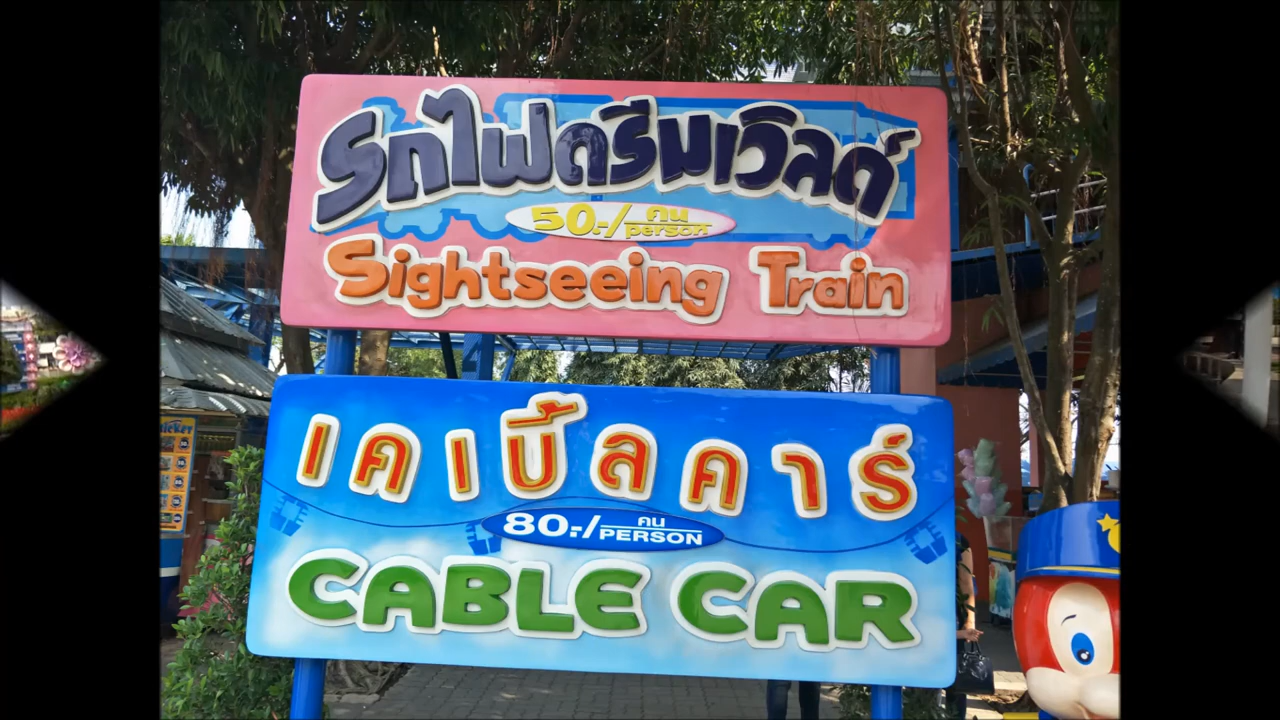 รถไฟดรีมเวิลด์
50.-/คน person
Sightseeing Train
เคเบิ้ลคาร์
80.-/คน PERSON
CABLE CAR